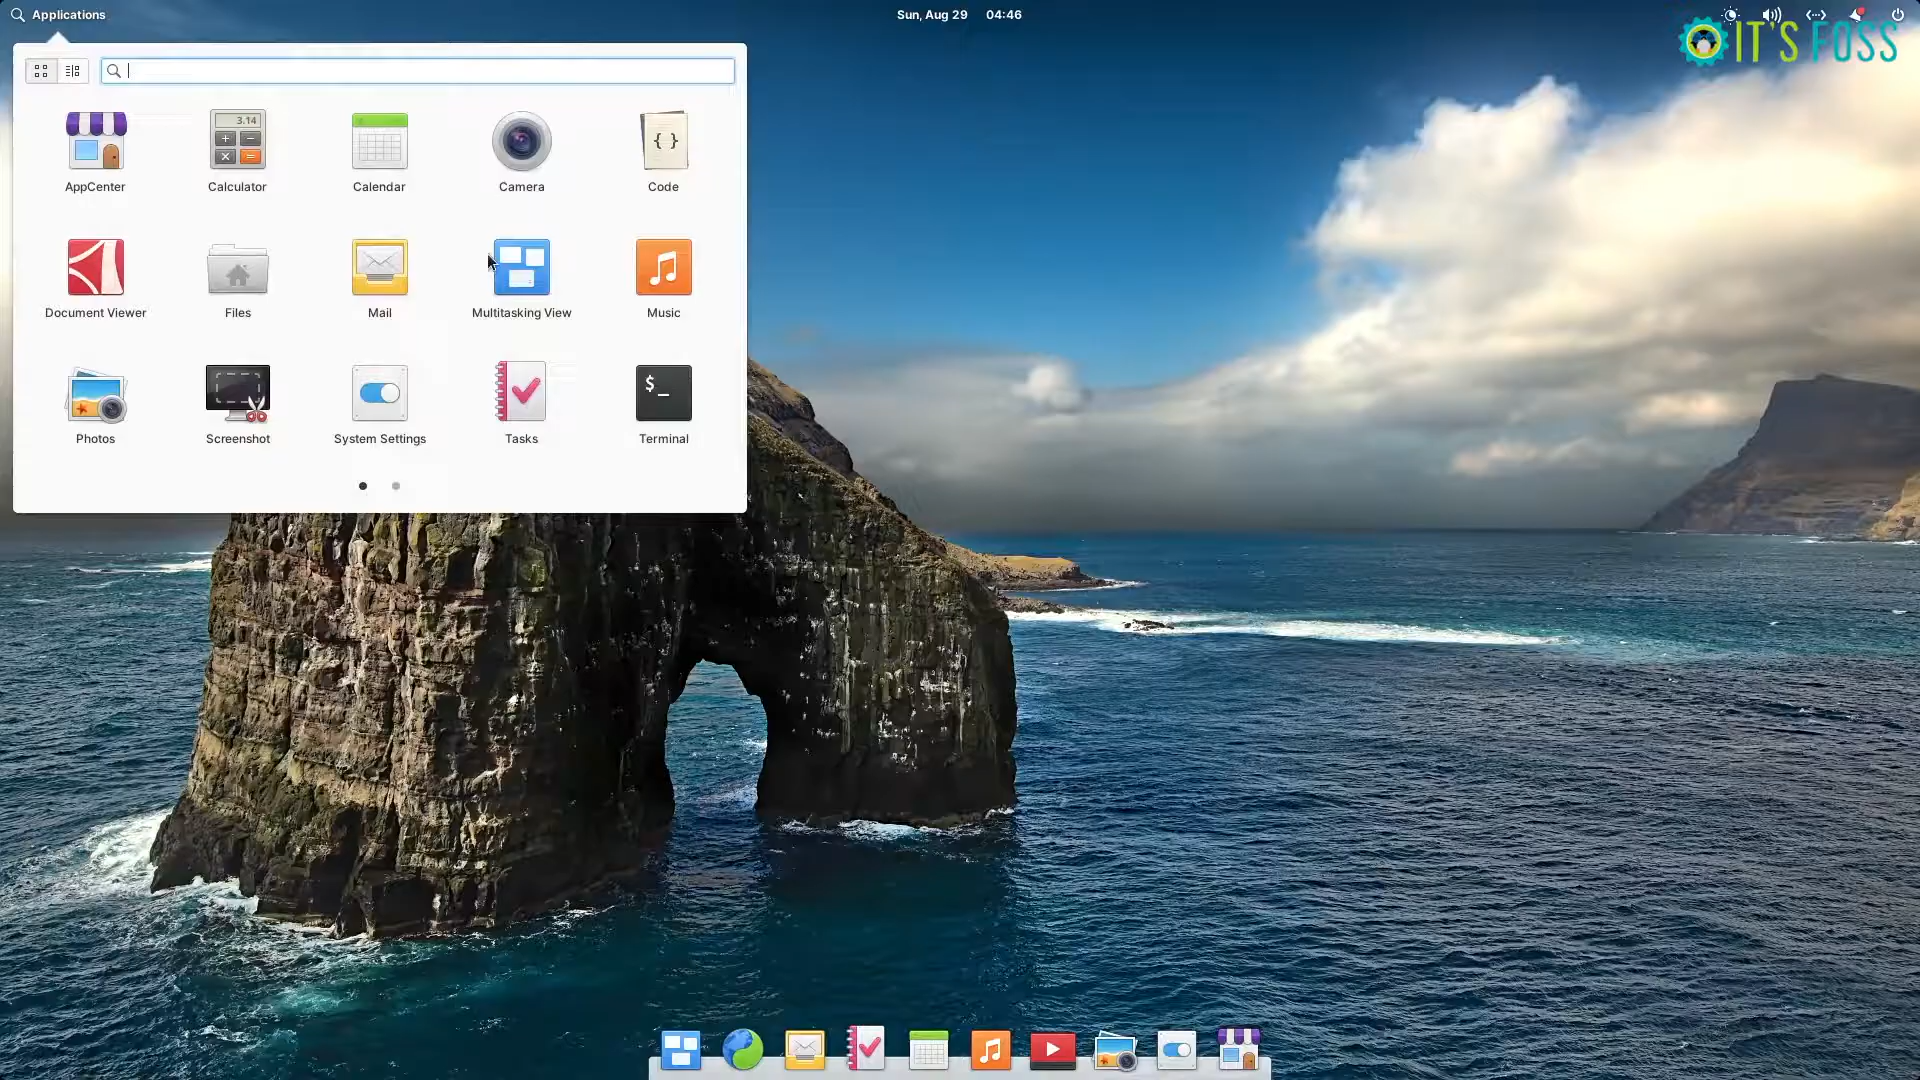 Applications
Sun, Aug 29 04:46
IT'S FOSS
3.14
{ }
AppCenter
Calculator
Calendar
Camera
Code
Document Viewer
Files
Mail
Multitasking View
Music
$_
Photos
Screenshot
System Settings
Tasks
Terminal